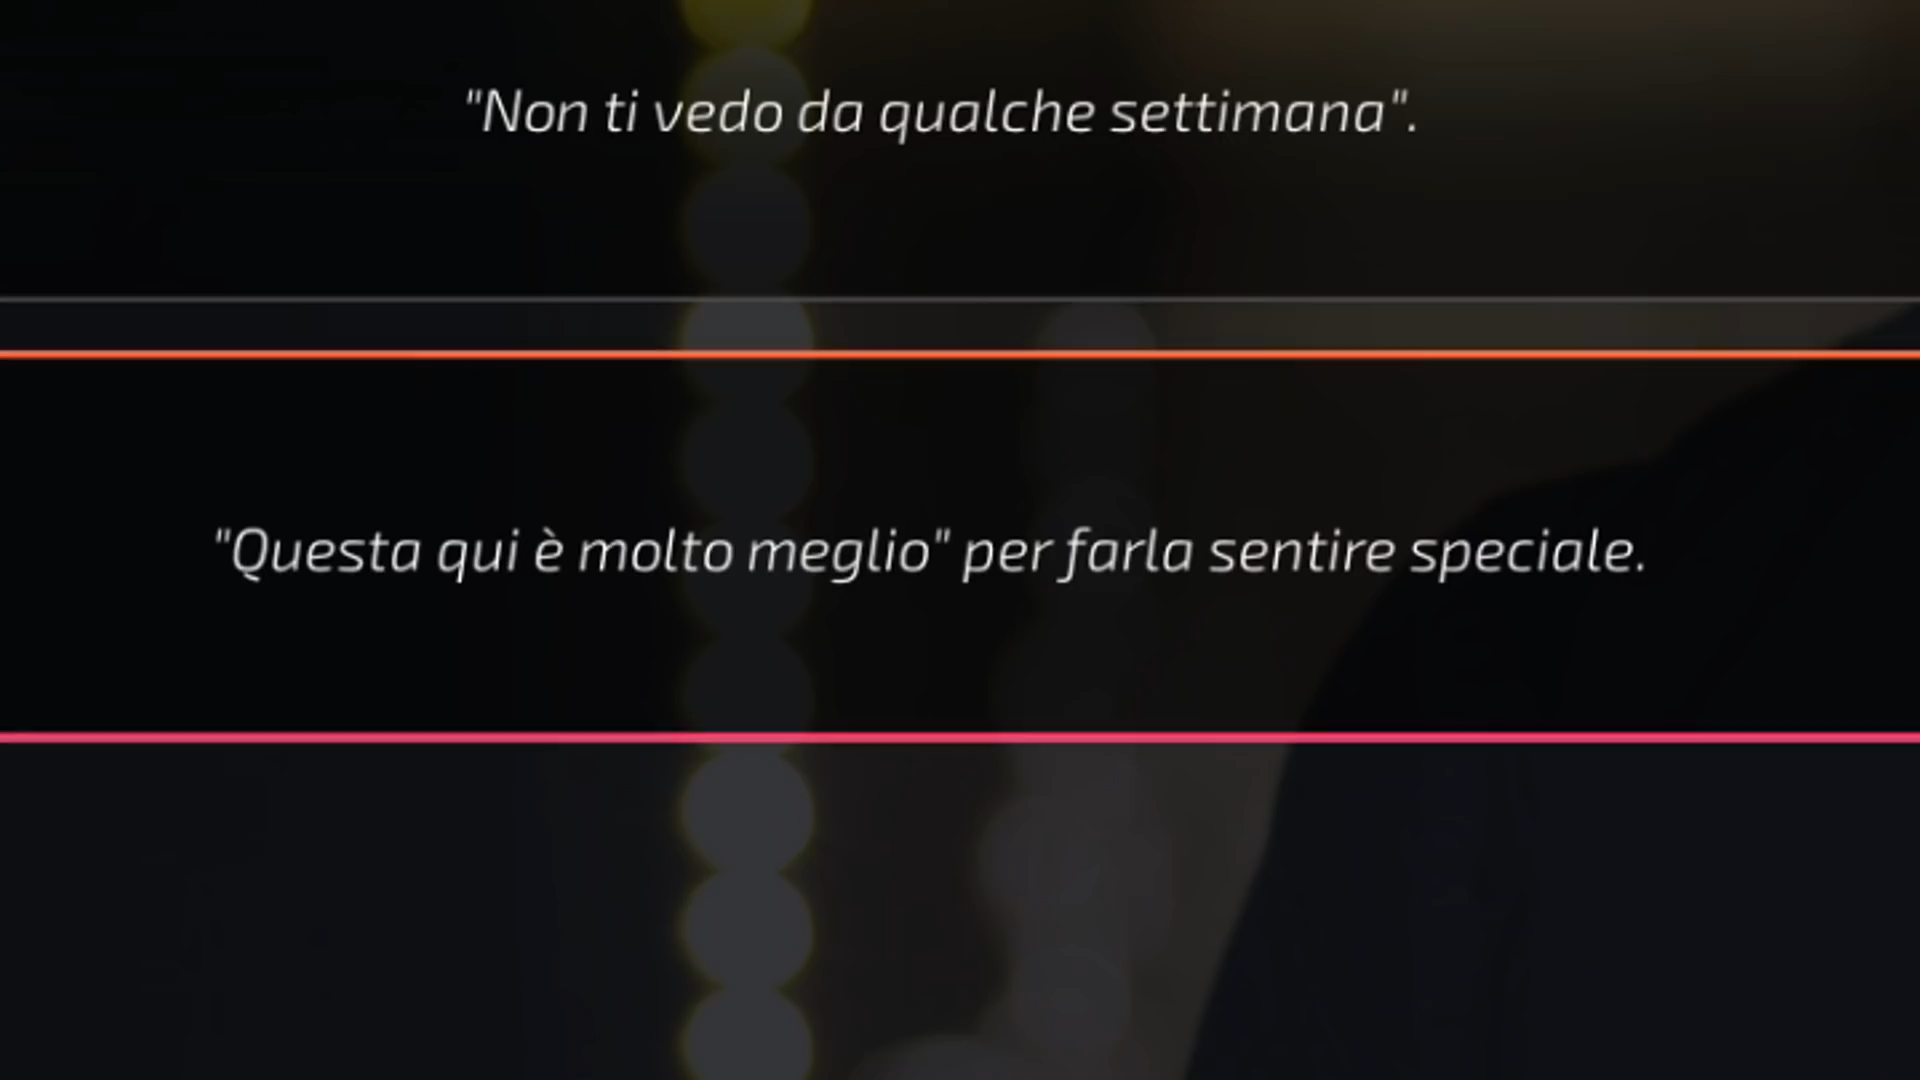 "Non ti vedo da qualche settimana".
"Questa qui è molto meglio" per farla sentire speciale.